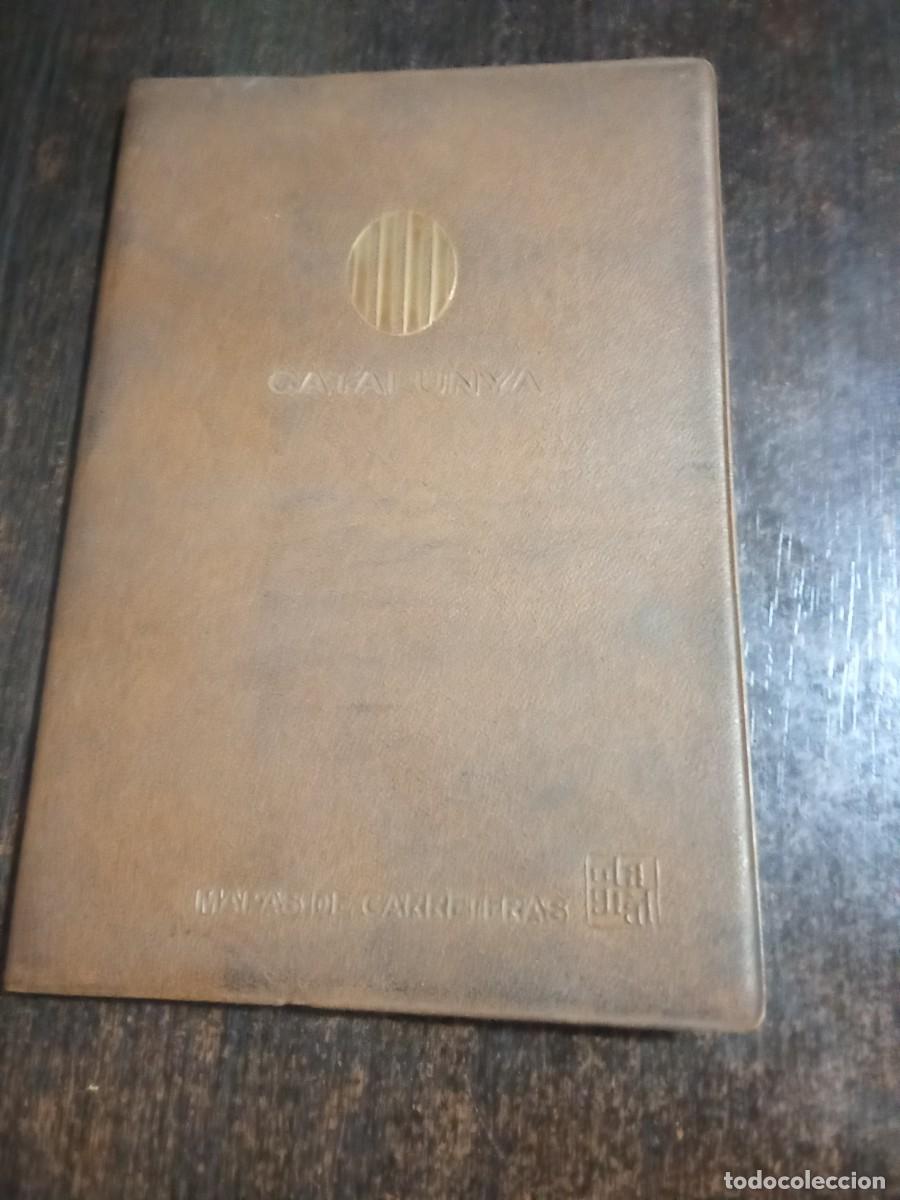 CATALUNYA
MAPAS DE CARRETERAS
todocoleccion